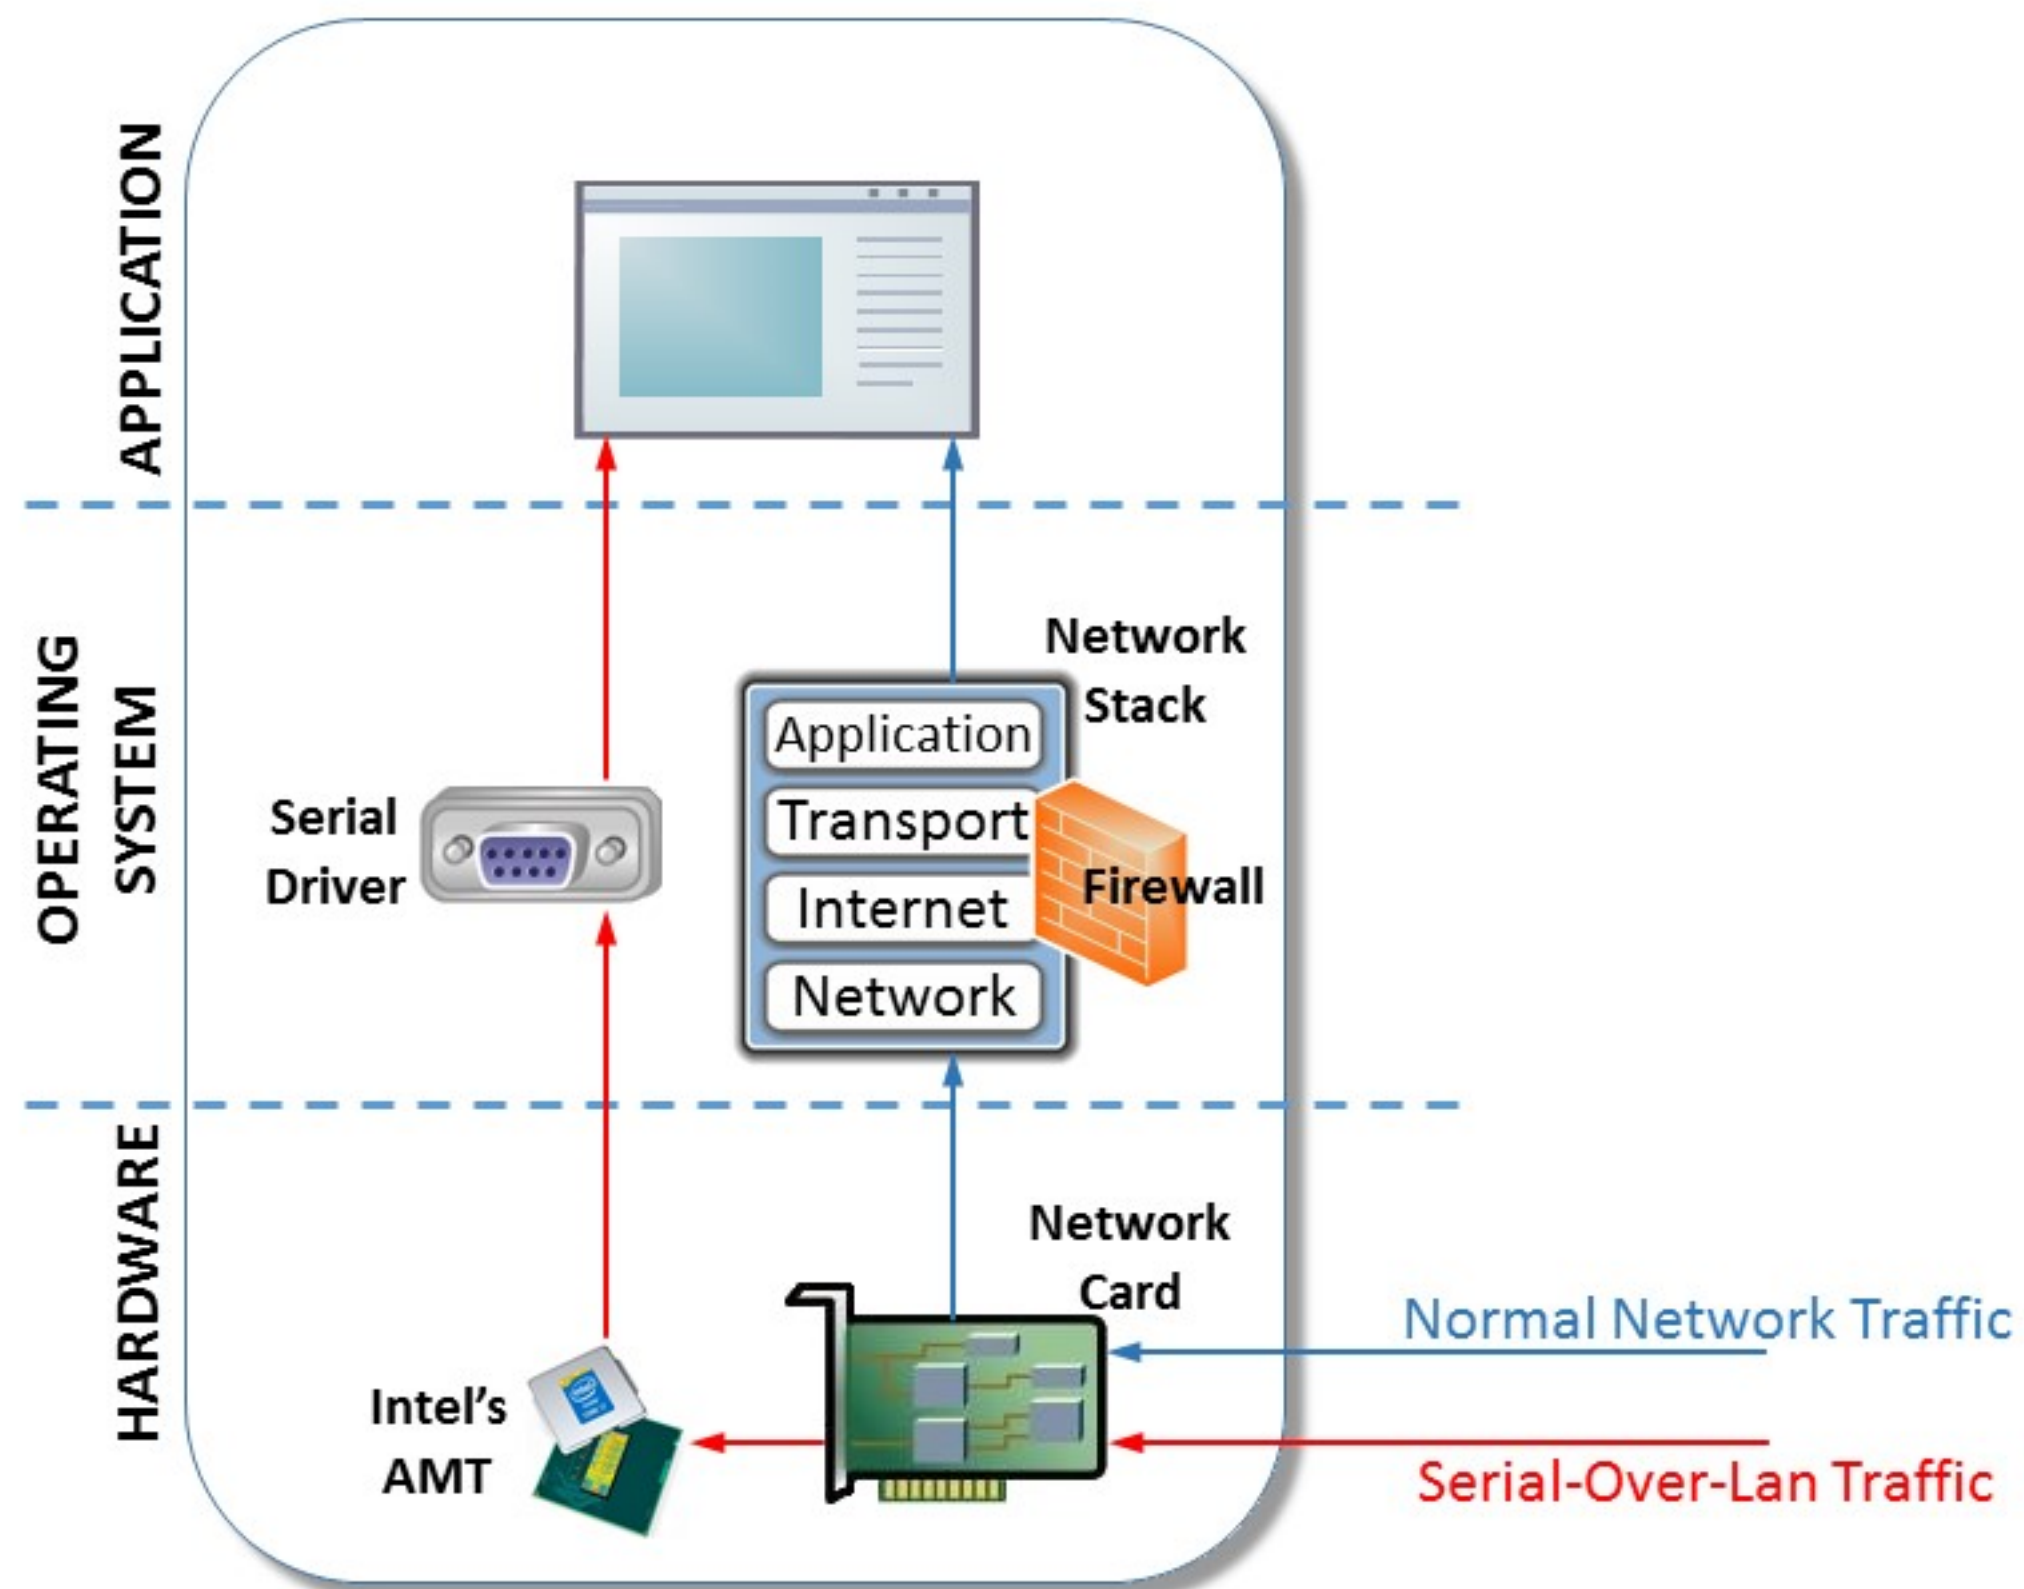 APPLICATION
Network
Stack
Application
OPERATING
SYSTEM
Serial
Driver
Transport
Firewall
Internet
Network
HARDWARE
Network
Card
Normal Network Traffic
Intel’s
AMT
Serial-Over-Lan Traffic